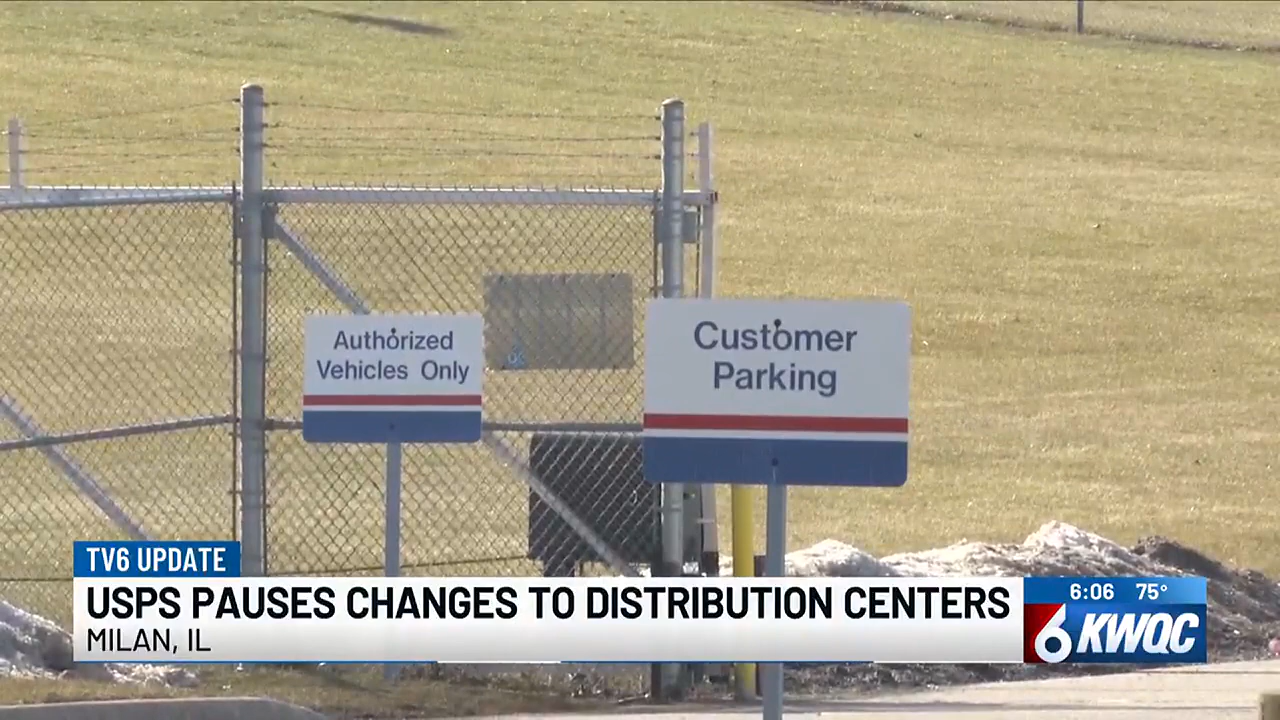 Authorized
Vehicles Only
Customer
Parking
TV6 UPDATE
USPS PAUSES CHANGES TO DISTRIBUTION CENTERS
MILAN, IL
6:06 75°
6 KWQC